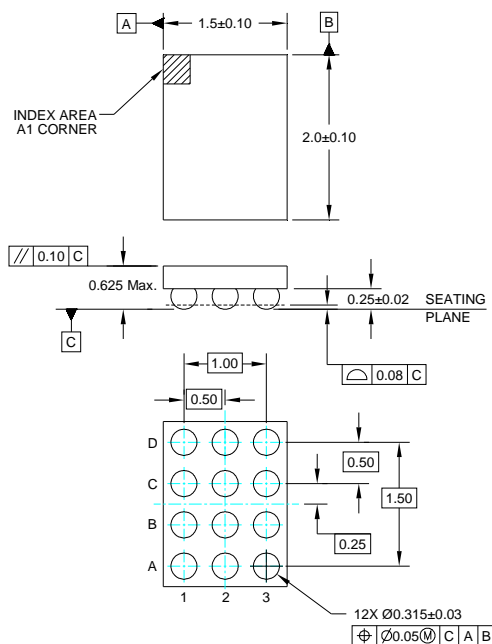 A
1.5±0.10
B
INDEX AREA
A1 CORNER
2.0±0.10
// 0.10 C
0.625 Max.
0.25±0.02
SEATING
PLANE
C
⌓ 0.08 C
1.00
0.50
D
C
B
A
0.50
1.50
0.25
1 2 3
12X Ø0.315±0.03
⌖ Ø0.05Ⓜ C A B